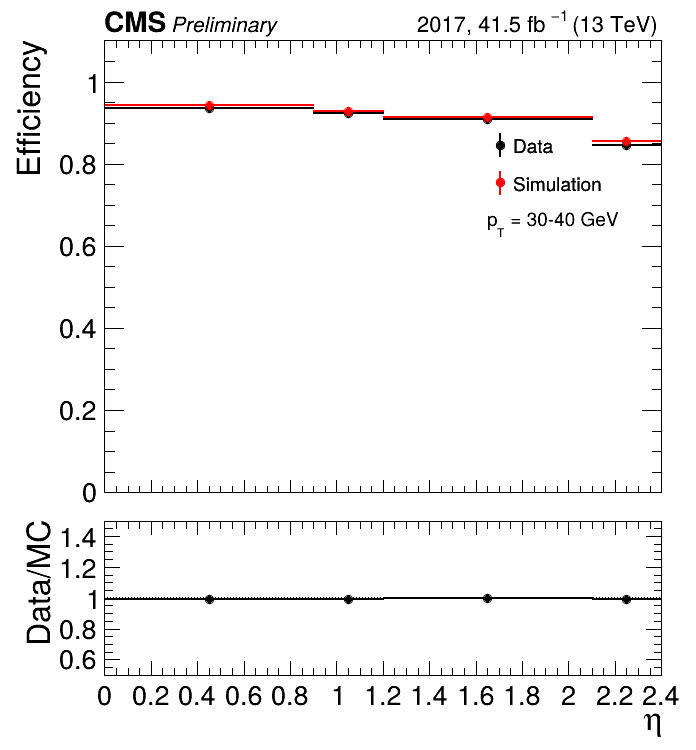 CMS Preliminary 2017, 41.5 fb⁻¹ (13 TeV)
Efficiency
1
0.8
0.6
0.4
0.2
0
Data
Simulation
p_T = 30-40 GeV
Data/MC
1.4
1.2
1
0.8
0.6
0 0.2 0.4 0.6 0.8 1 1.2 1.4 1.6 1.8 2 2.2 2.4
η